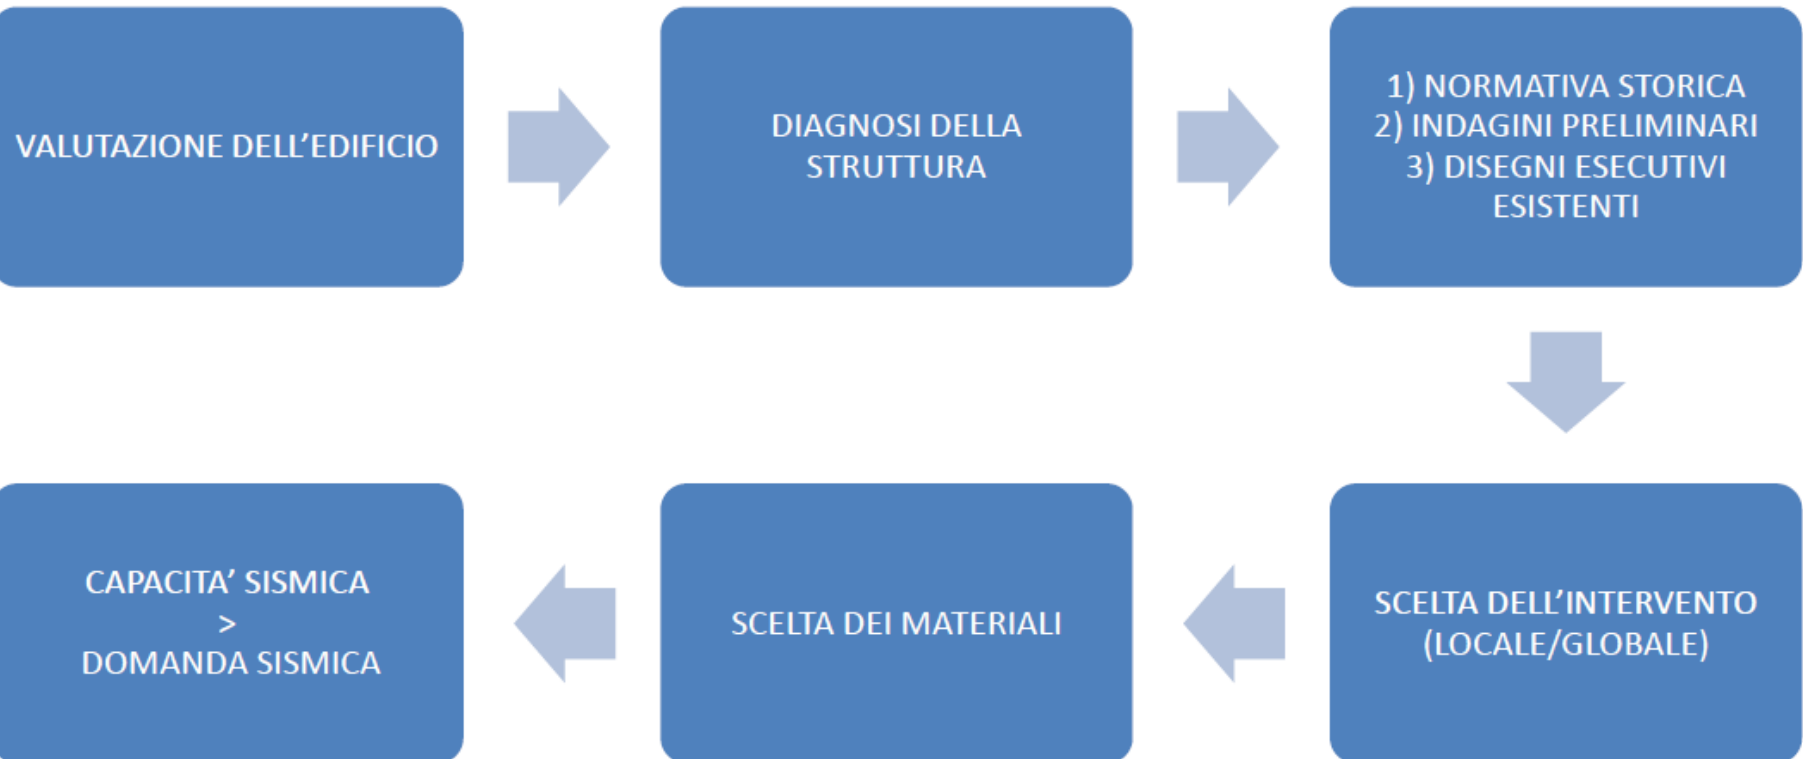 VALUTAZIONE DELL’EDIFICIO
DIAGNOSI DELLA
STRUTTURA
1) NORMATIVA STORICA
2) INDAGINI PRELIMINARI
3) DISEGNI ESECUTIVI
ESISTENTI
SCELTA DELL’INTERVENTO
(LOCALE/GLOBALE)
SCELTA DEI MATERIALI
CAPACITA’ SISMICA
>
DOMANDA SISMICA